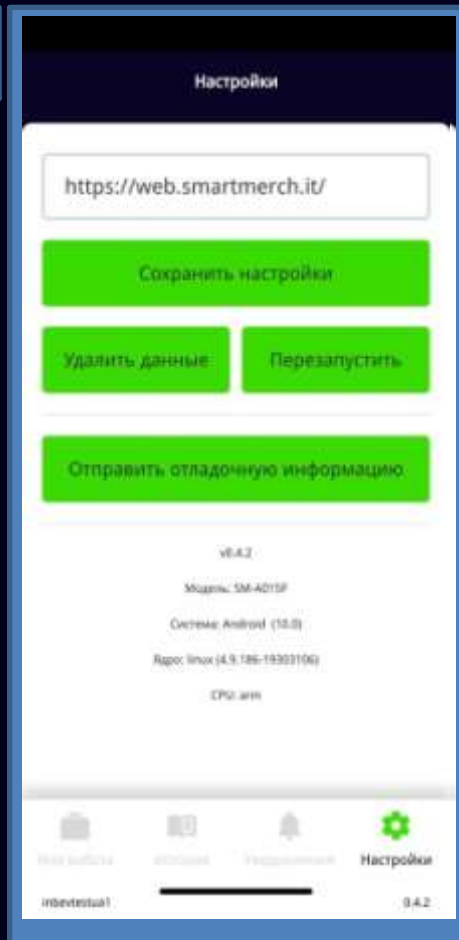 Настройки
https://web.smartmerch.it/
Сохранить настройки
Удалить данные
Перезапустить
Отправить отладочную информацию
v0.4.2
Модель: SM-A015F
Система: Android (10.0)
Ядро: linux (4.9.186-19303106)
CPU: arm
Настройки
inbevtestua1
0.4.2